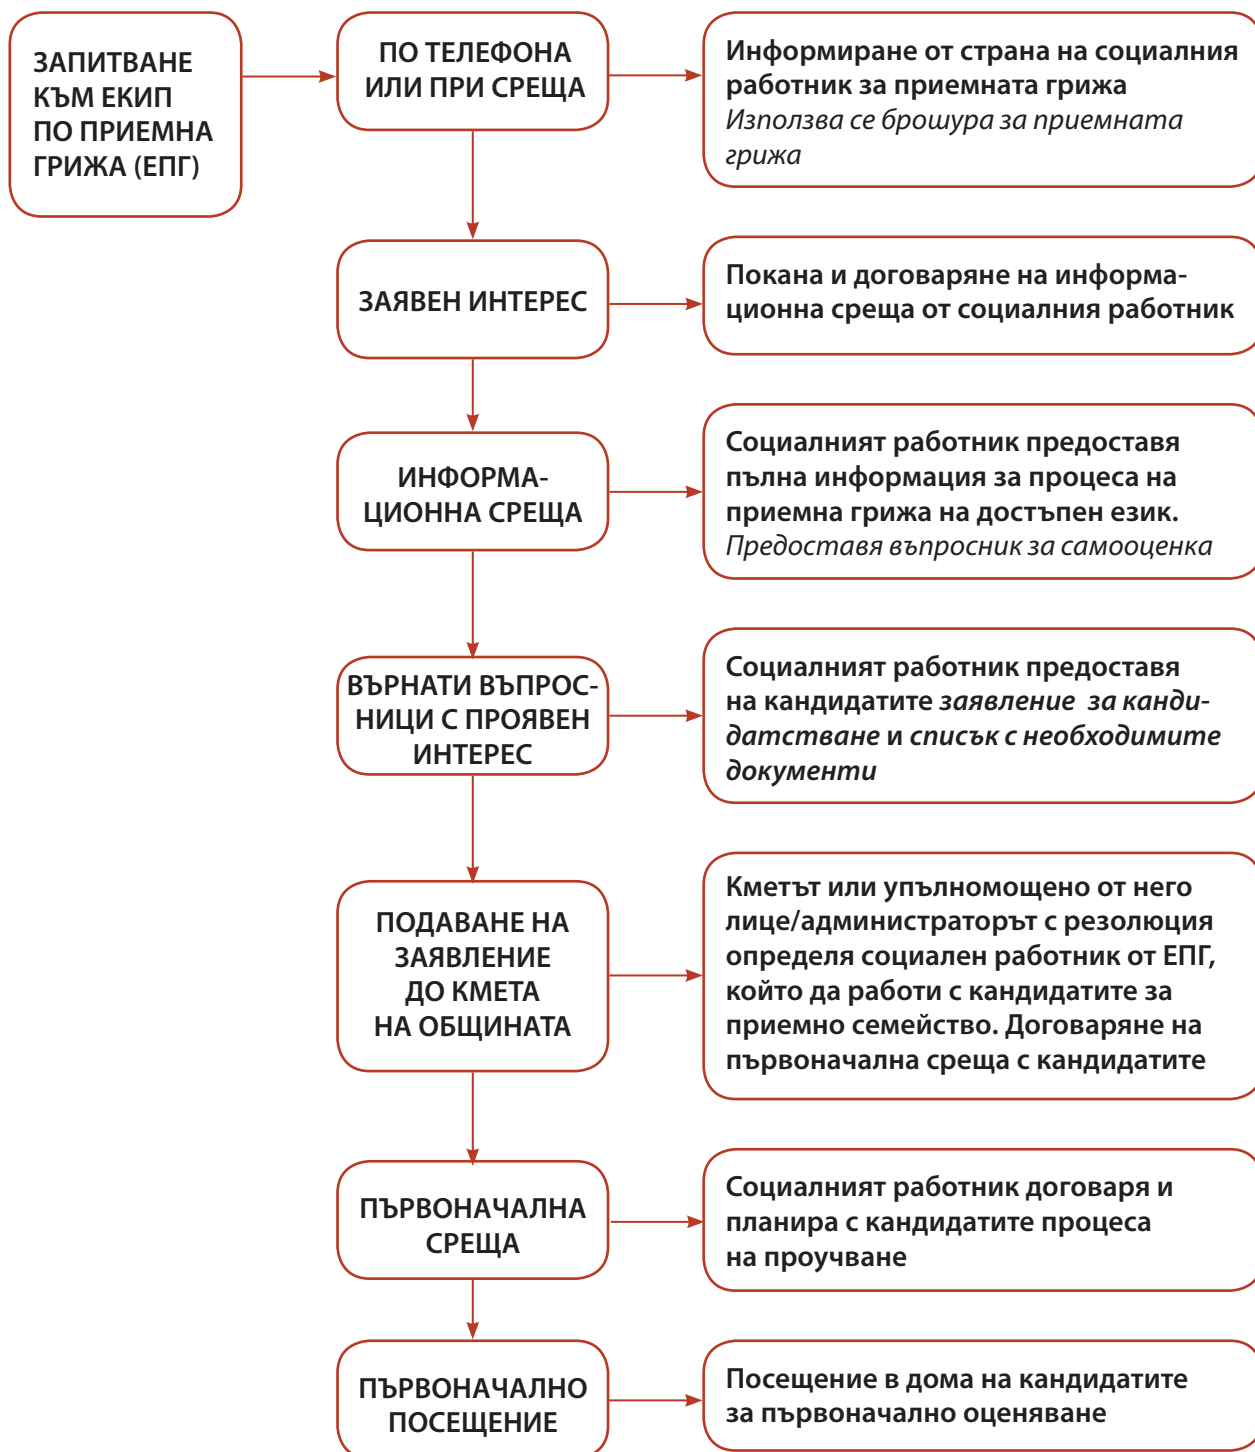 ЗАПИТВАНЕ
КЪМ ЕКИП
ПО ПРИЕМНА
ГРИЖА (ЕПГ)
ПО ТЕЛЕФОНА
ИЛИ ПРИ СРЕЩА
Информиране от страна на социалния
работник за приемната грижа
Използва се брошура за приемната
грижа
ЗАЯВЕН ИНТЕРЕС
Покана и договаряне на информа-
ционна среща от социалния работник
ИНФОРМА-
ЦИОННА СРЕЩА
Социалният работник предоставя
пълна информация за процеса на
приемна грижа на достъпен език.
Предоставя въпросник за самооценка
ВЪРНАТИ ВЪПРОС-
НИЦИ С ПРОЯВЕН
ИНТЕРЕС
Социалният работник предоставя
на кандидатите заявление за канди-
датстване и списък с необходимите
документи
ПОДАВАНЕ НА
ЗАЯВЛЕНИЕ
ДО КМЕТА
НА ОБЩИНАТА
Кметът или упълномощено от него
лице/администраторът с резолюция
определя социален работник от ЕПГ,
който да работи с кандидатите за
приемно семейство. Договаряне на
първоначална среща с кандидатите
ПЪРВОНАЧАЛНА
СРЕЩА
Социалният работник договаря и
планира с кандидатите процеса
на проучване
ПЪРВОНАЧАЛНО
ПОСЕЩЕНИЕ
Посещение в дома на кандидатите
за първоначално оценяване